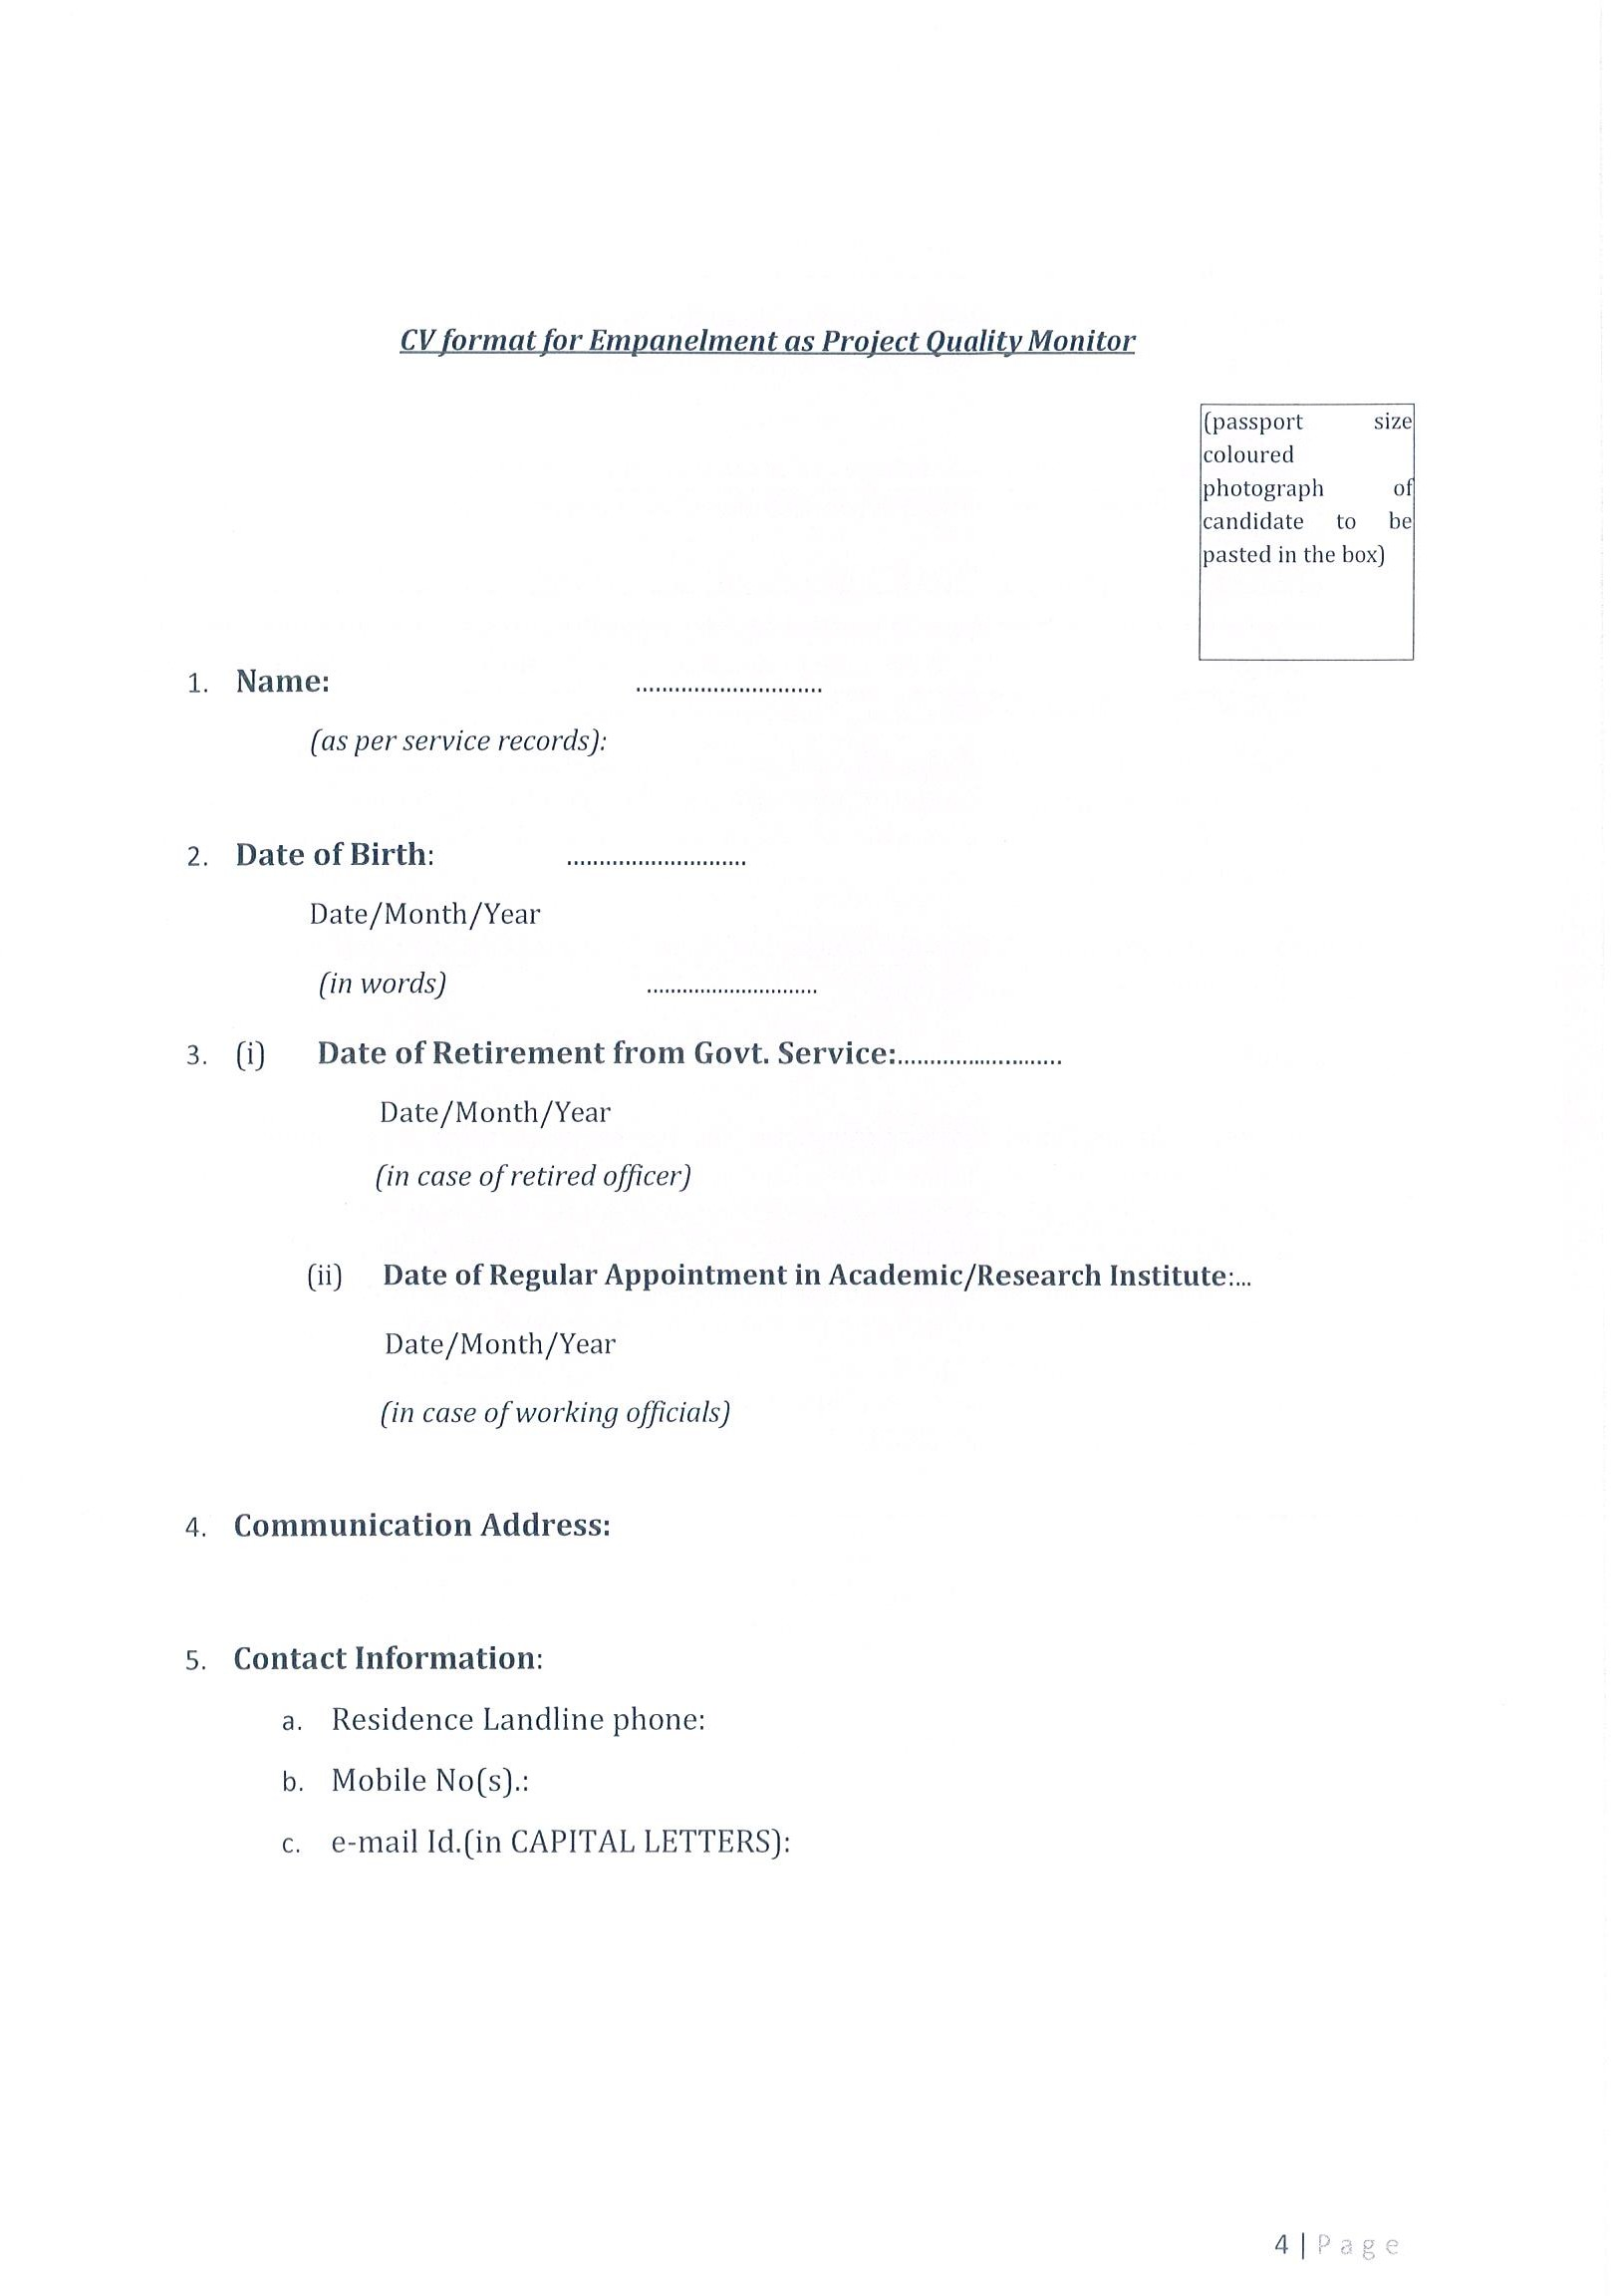 CV format for Empanelment as Project Quality Monitor
(passport size
coloured
photograph of
candidate to be
pasted in the box)
1. Name: ............................
(as per service records):
2. Date of Birth: ...........................
Date/Month/Year
(in words) ............................
3. (i) Date of Retirement from Govt. Service:.........................
Date/Month/Year
(in case of retired officer)
(ii) Date of Regular Appointment in Academic/Research Institute:...
Date/Month/Year
(in case of working officials)
4. Communication Address:
5. Contact Information:
a. Residence Landline phone:
b. Mobile No(s).:
c. e-mail Id.(in CAPITAL LETTERS):
4 | Page